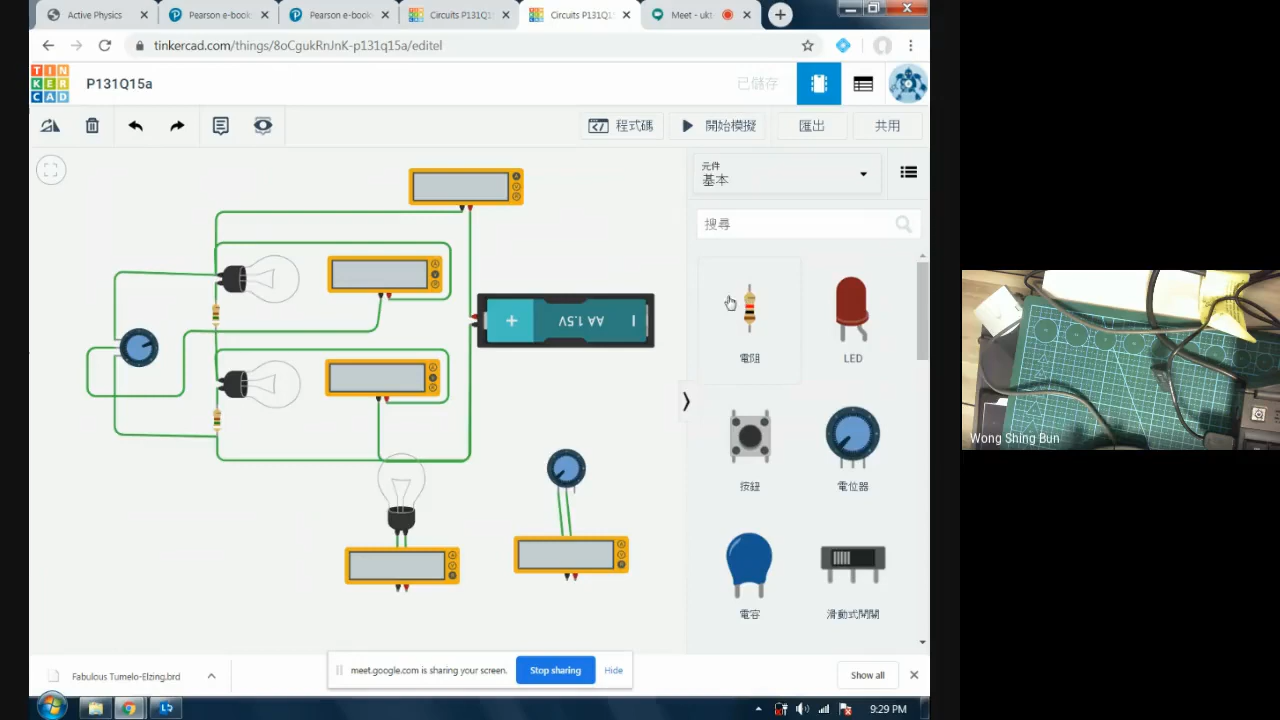 Active Physics
Pearson e-book
Pearson e-book
Circuits P131Q1
Circuits P131Q1
Meet - ukt
tinkercad.com/things/8oCgukRnJnK-p131q15a/editel
TIN
KER
CAD
P131Q15a
已儲存
程式碼
開始模擬
匯出
共用
元件
基本
搜尋
AA 1.5V
電阻
LED
按鈕
電位器
電容
滑動式開關
Wong Shing Bun
meet.google.com is sharing your screen.
Stop sharing
Hide
Fabulous Tumelo-Elzing.brd
Show all
9:29 PM